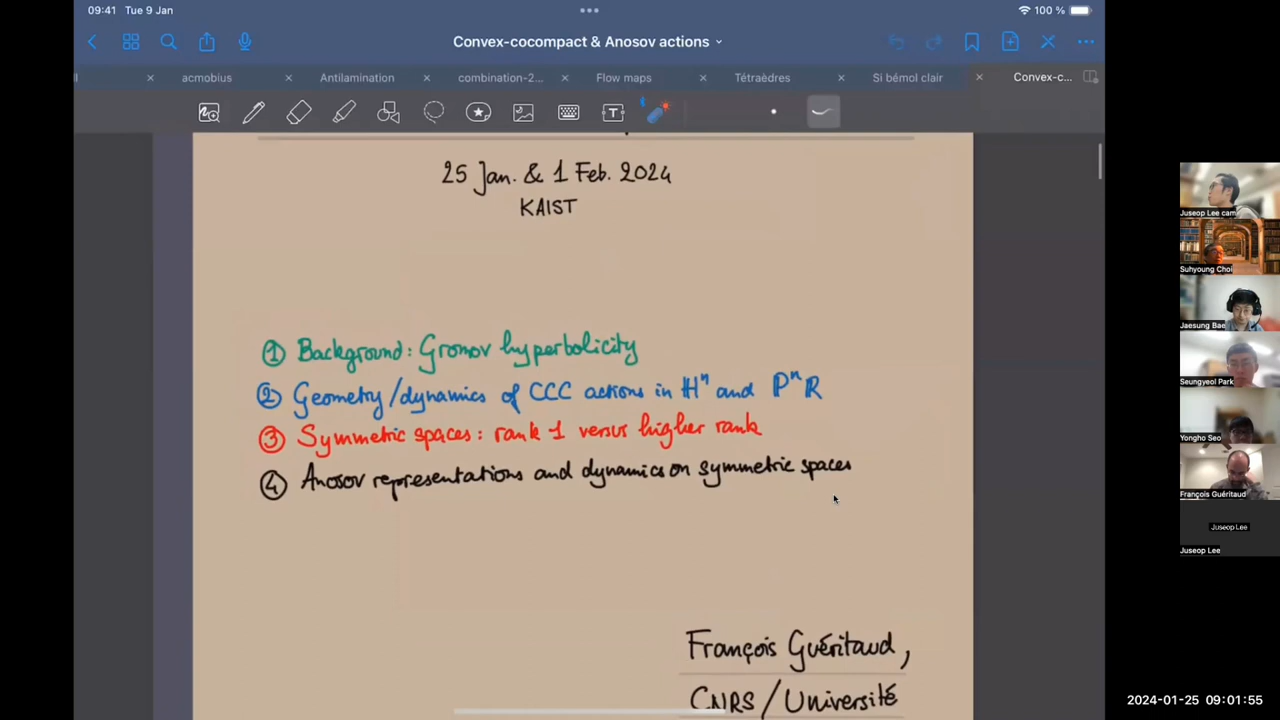 09:41 Tue 9 Jan
100 %
Convex-cocompact & Anosov actions
acmobius
Antilamination
combination-2...
Flow maps
Tétraèdres
Si bémol clair
Convex-c...
25 Jan. & 1 Feb. 2024
KAIST
① Background: Gromov hyperbolicity
② Geometry/dynamics of CCC actions in ℍⁿ and ℙⁿℝ
③ Symmetric spaces: rank 1 versus higher rank
④ Anosov representations and dynamics on symmetric spaces
François Guéritaud,
CNRS / Université
Juseop Lee cam
Suhyoung Choi
Jaesung Bae
Seungyeol Park
Yongho Seo
François Guéritaud
Juseop Lee
Juseop Lee
2024-01-25 09:01:55